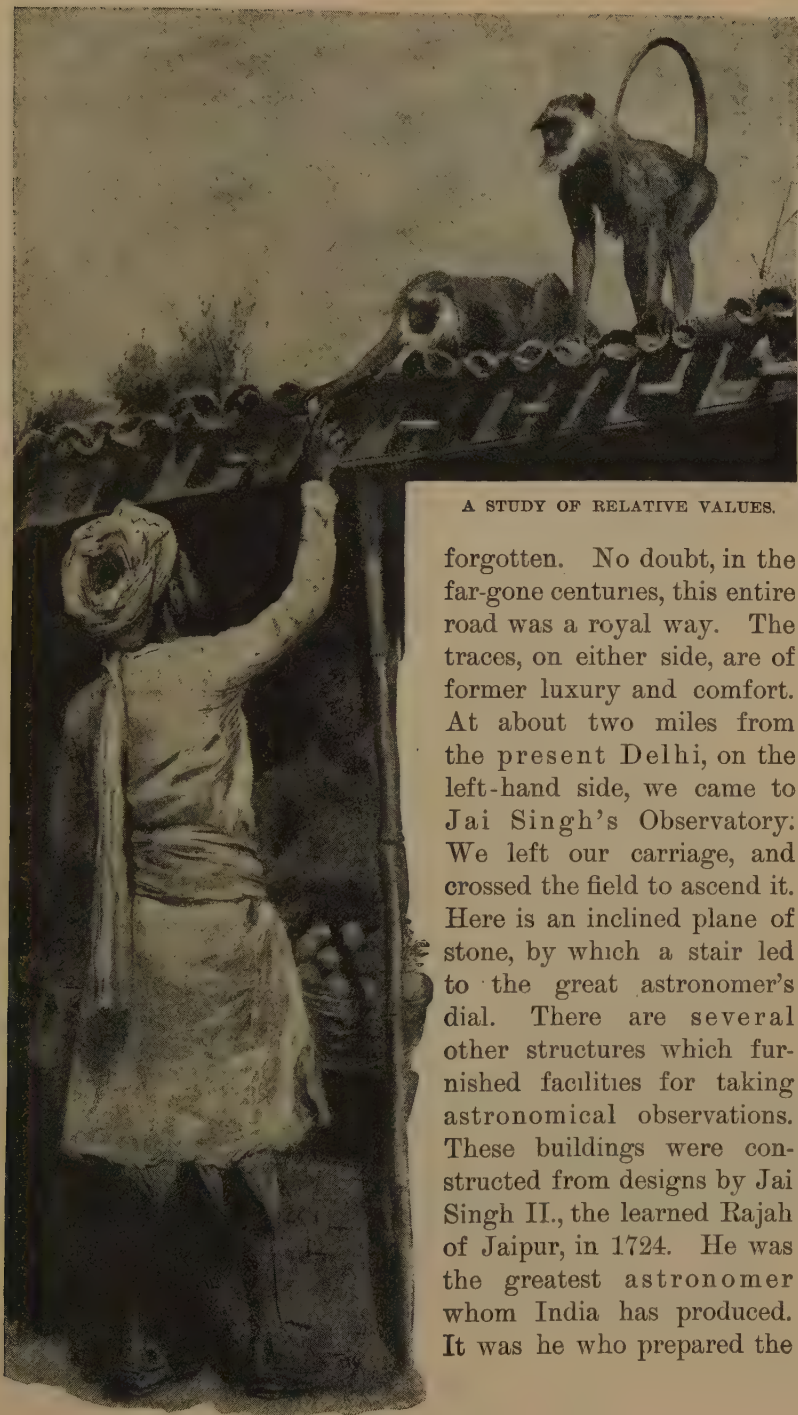 A STUDY OF RELATIVE VALUES.
forgotten. No doubt, in the
far-gone centuries, this entire
road was a royal way. The
traces, on either side, are of
former luxury and comfort.
At about two miles from
the present Delhi, on the
left-hand side, we came to
Jai Singh's Observatory.
We left our carriage, and
crossed the field to ascend it.
Here is an inclined plane of
stone, by which a stair led
to the great astronomer's
dial. There are several
other structures which fur-
nished facilities for taking
astronomical observations.
These buildings were con-
structed from designs by Jai
Singh II., the learned Rajah
of Jaipur, in 1724. He was
the greatest astronomer
whom India has produced.
It was he who prepared the